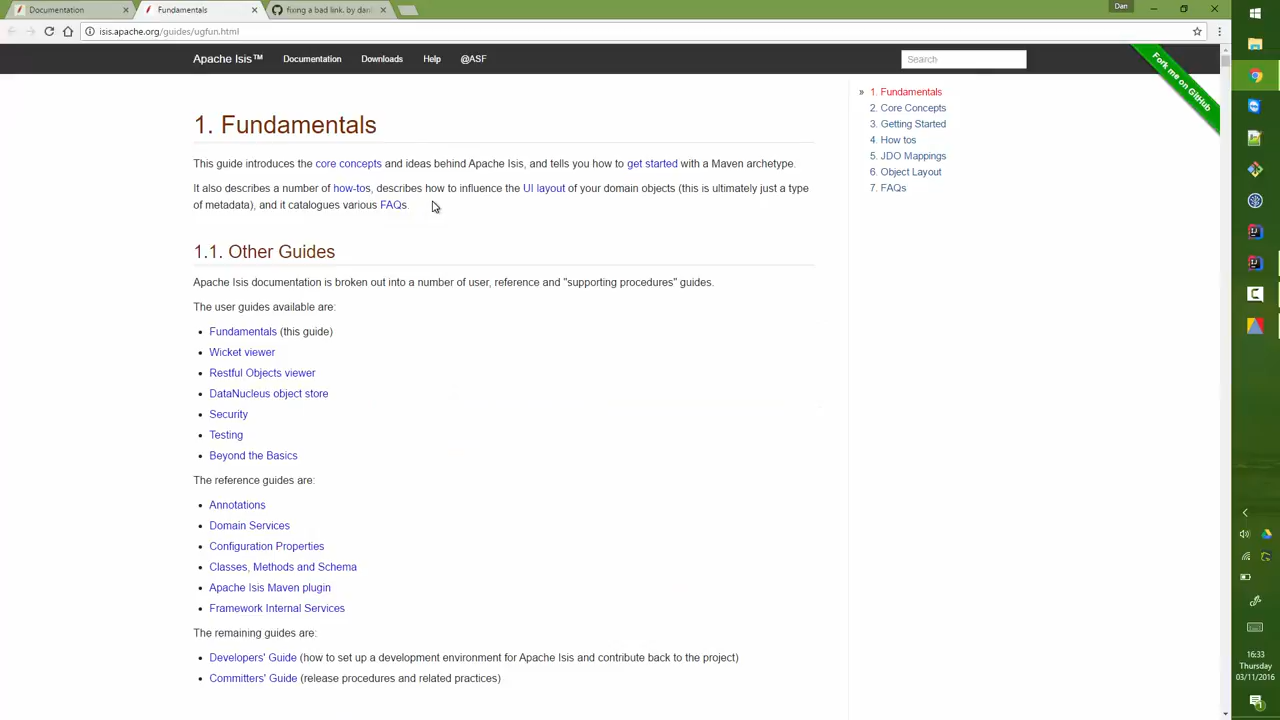 Documentation
Fundamentals
fixing a bad link. by dan
Dan
isis.apache.org/guides/ugfun.html
Apache Isis™ Documentation Downloads Help @ASF
Search
Fork me on GitHub
1. Fundamentals
This guide introduces the core concepts and ideas behind Apache Isis, and tells you how to get started with a Maven archetype.
It also describes a number of how-tos, describes how to influence the UI layout of your domain objects (this is ultimately just a type
of metadata), and it catalogues various FAQs.
1.1. Other Guides
Apache Isis documentation is broken out into a number of user, reference and "supporting procedures" guides.
The user guides available are:
Fundamentals (this guide)
Wicket viewer
Restful Objects viewer
DataNucleus object store
Security
Testing
Beyond the Basics
The reference guides are:
Annotations
Domain Services
Configuration Properties
Classes, Methods and Schema
Apache Isis Maven plugin
Framework Internal Services
The remaining guides are:
Developers' Guide (how to set up a development environment for Apache Isis and contribute back to the project)
Committers' Guide (release procedures and related practices)
» 1. Fundamentals
2. Core Concepts
3. Getting Started
4. How tos
5. JDO Mappings
6. Object Layout
7. FAQs
16:33
Thursday
03/11/2016